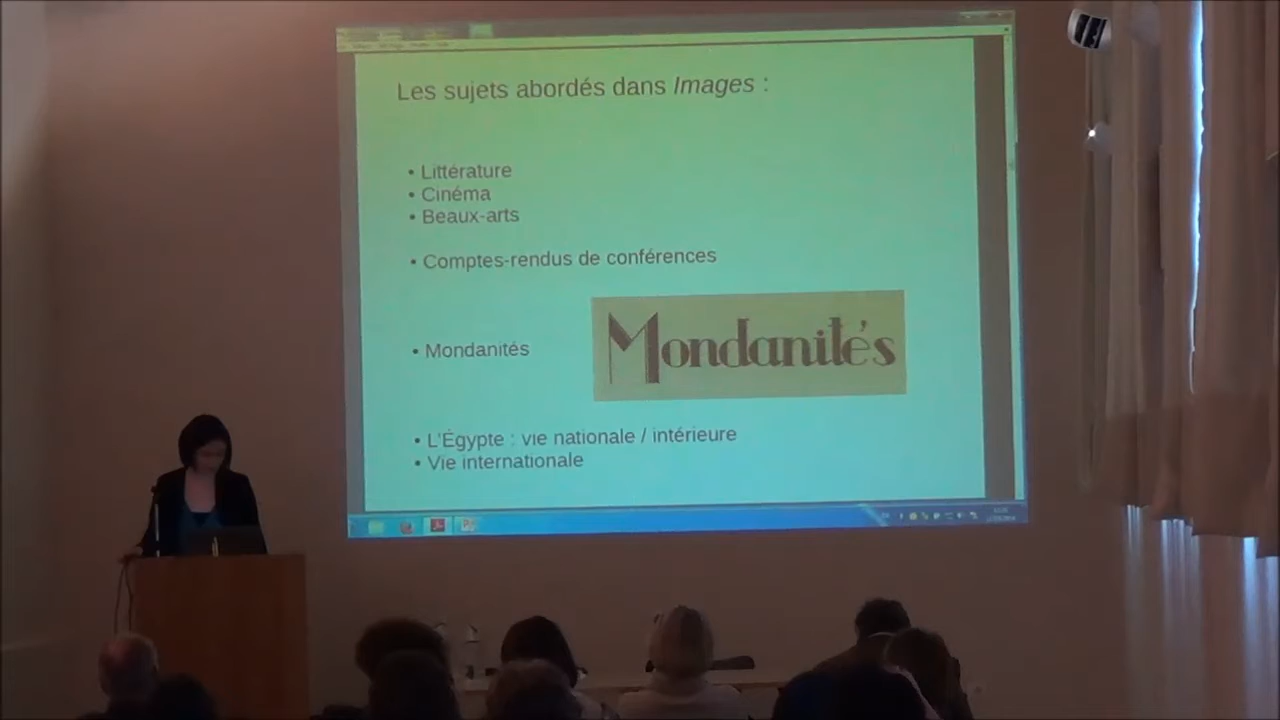 Les sujets abordés dans Images :
• Littérature
• Cinéma
• Beaux-arts
• Comptes-rendus de conférences
• Mondanités
Mondanités
• L'Égypte : vie nationale / intérieure
• Vie internationale